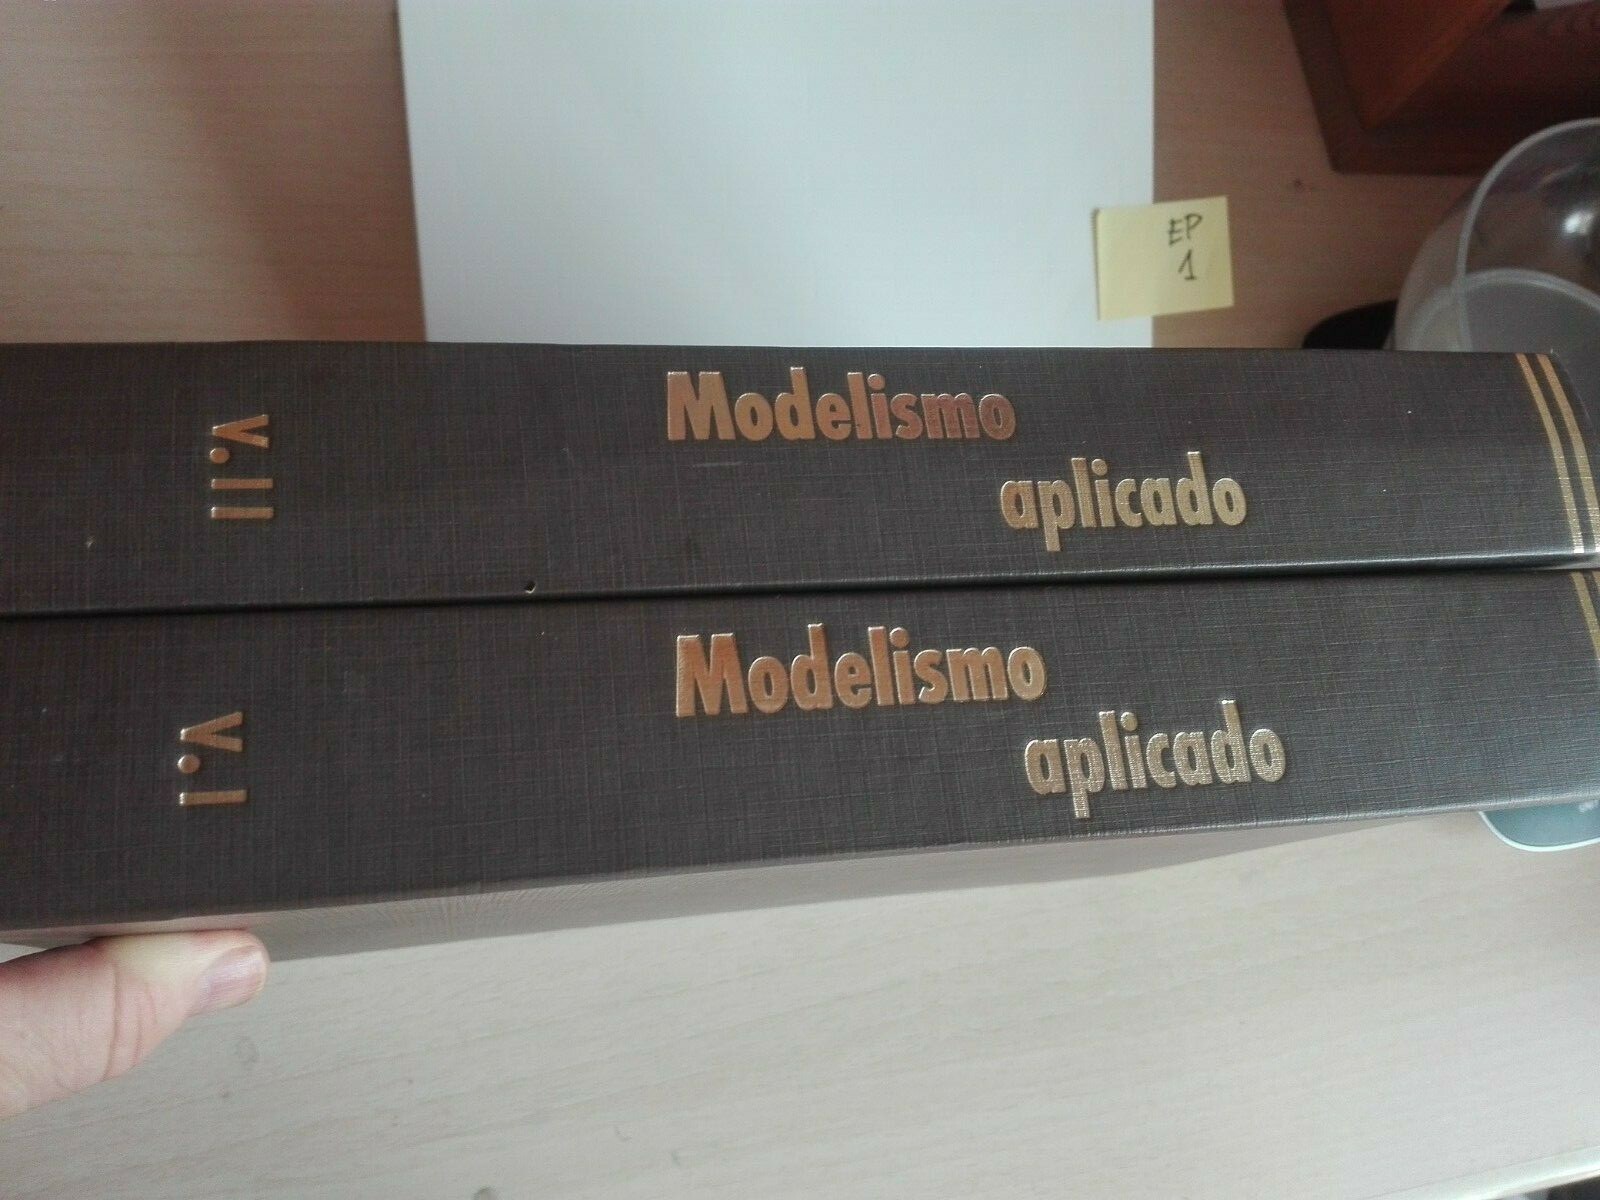 EP
1
Modelismo
aplicado
v.II
Modelismo
aplicado
v.I